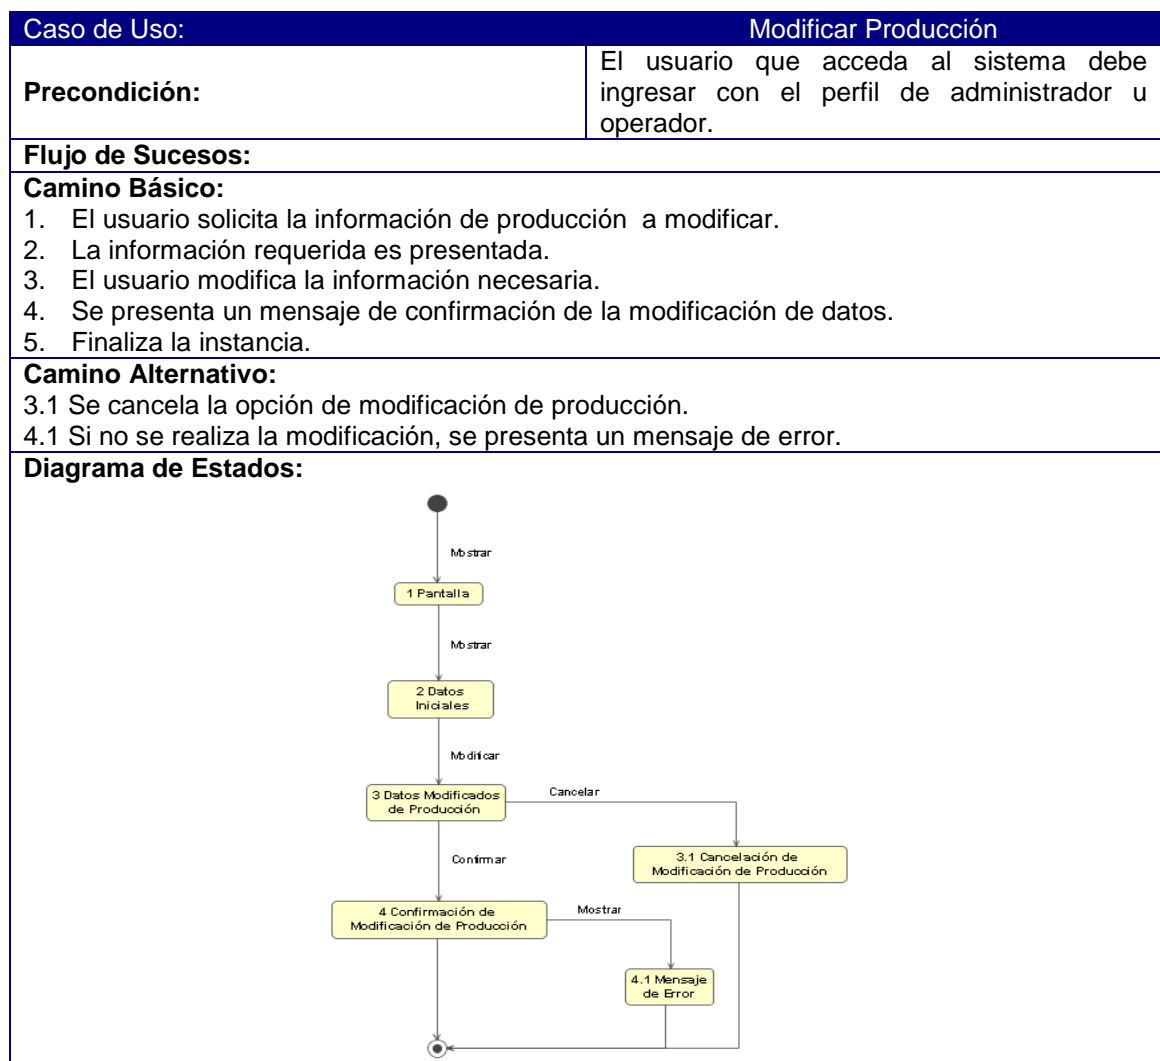 Caso de Uso: Modificar Producción
Precondición:
El usuario que acceda al sistema debe
ingresar con el perfil de administrador u
operador.
Flujo de Sucesos:
Camino Básico:
1. El usuario solicita la información de producción a modificar.
2. La información requerida es presentada.
3. El usuario modifica la información necesaria.
4. Se presenta un mensaje de confirmación de la modificación de datos.
5. Finaliza la instancia.
Camino Alternativo:
3.1 Se cancela la opción de modificación de producción.
4.1 Si no se realiza la modificación, se presenta un mensaje de error.
Diagrama de Estados:
Mostrar
1 Pantalla
Mostrar
2 Datos
Iniciales
Modificar
3 Datos Modificados
de Producción
Cancelar
Confirmar
3.1 Cancelación de
Modificación de Producción
4 Confirmación de
Modificación de Producción
Mostrar
4.1 Mensaje
de Error